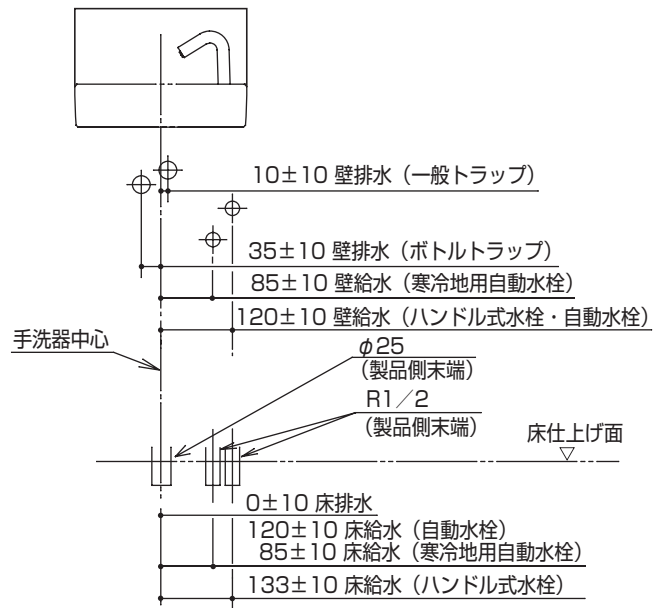 10±10 壁排水（一般トラップ）
35±10 壁排水（ボトルトラップ）
85±10 壁給水（寒冷地用自動水栓）
120±10 壁給水（ハンドル式水栓・自動水栓）
手洗器中心
φ25
（製品側末端）
R1／2
（製品側末端）
床仕上げ面
0±10 床排水
120±10 床給水（自動水栓）
85±10 床給水（寒冷地用自動水栓）
133±10 床給水（ハンドル式水栓）